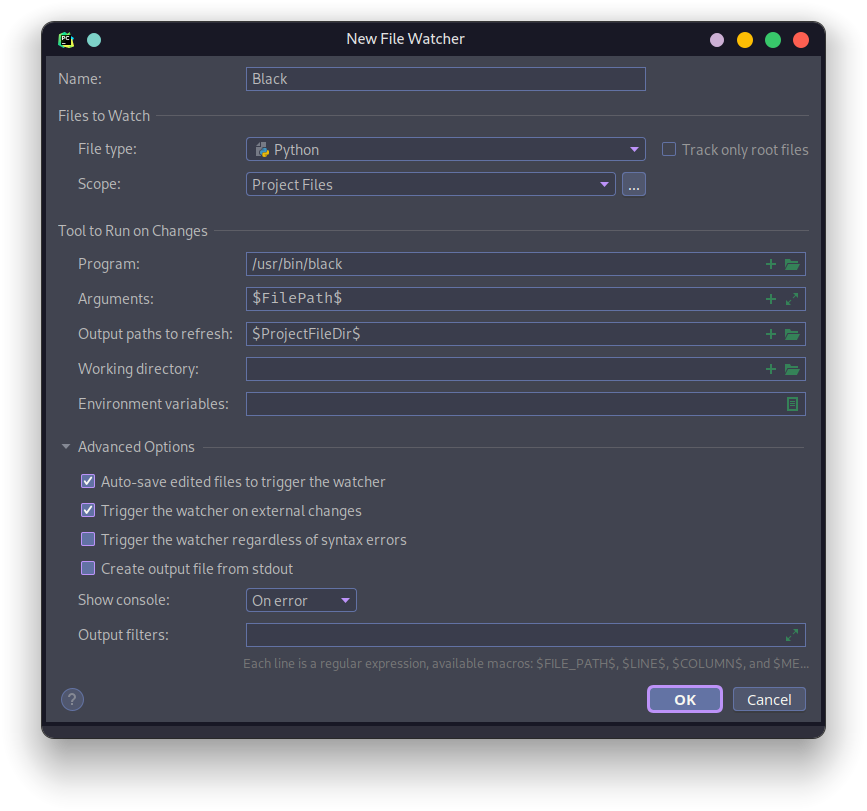 PC
New File Watcher
Name: Black
Files to Watch
File type: Python Track only root files
Scope: Project Files ...
Tool to Run on Changes
Program: /usr/bin/black
Arguments: $FilePath$
Output paths to refresh: $ProjectFileDir$
Working directory:
Environment variables:
Advanced Options
Auto-save edited files to trigger the watcher
Trigger the watcher on external changes
Trigger the watcher regardless of syntax errors
Create output file from stdout
Show console: On error
Output filters:
Each line is a regular expression, available macros: $FILE_PATH$, $LINE$, $COLUMN$, and $ME...
? OK Cancel